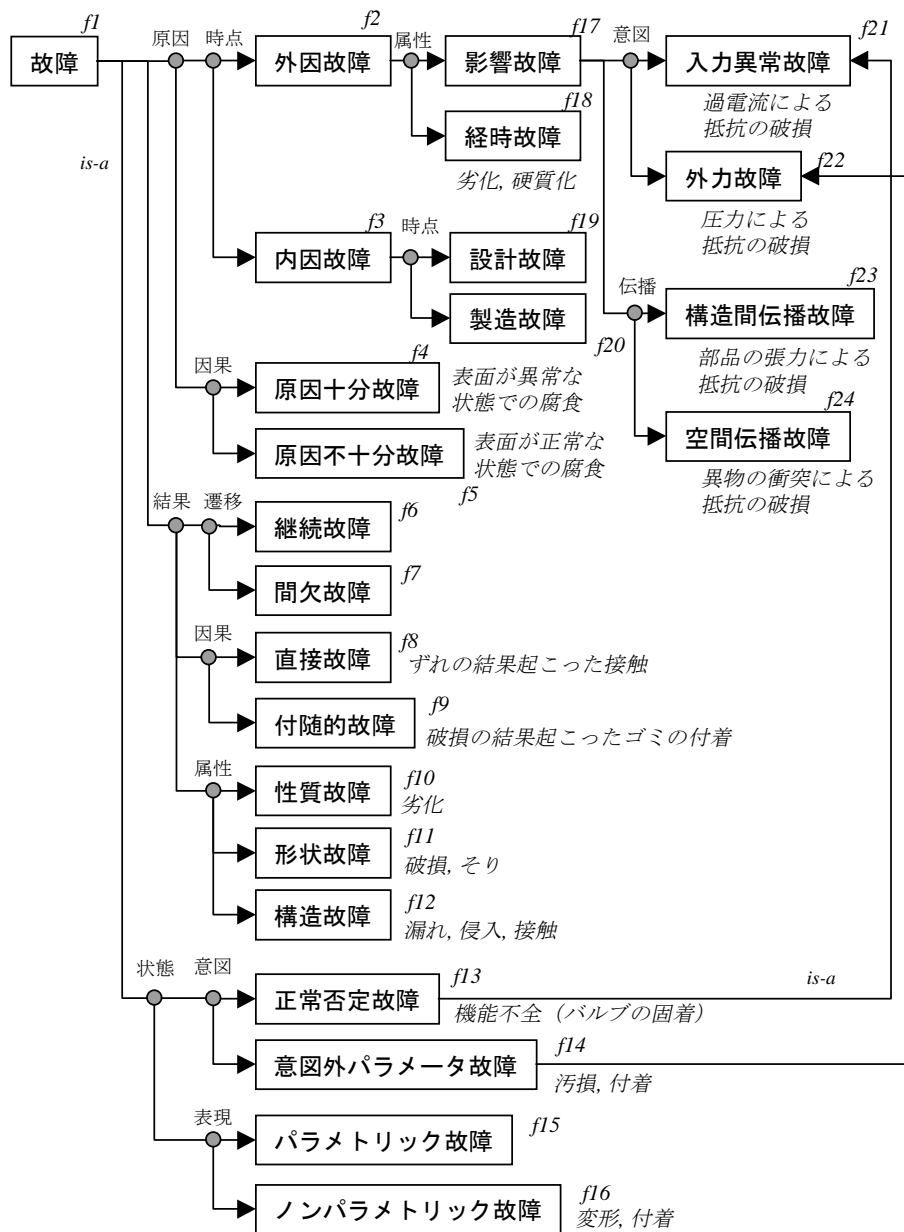 f1
故障
原因
時点
f2
外因故障
属性
f17
影響故障
意図
f21
入力異常故障
過電流による
抵抗の破損
f18
経時故障
劣化, 硬質化
is-a
f22
外力故障
圧力による
抵抗の破損
f3
内因故障
時点
f19
設計故障
製造故障
f20
伝播
f23
構造間伝播故障
部品の張力による
抵抗の破損
f24
空間伝播故障
異物の衝突による
抵抗の破損
因果
f4
原因十分故障
表面が異常な
状態での腐食
原因不十分故障
表面が正常な
状態での腐食
f5
結果
遷移
継続故障
f6
間欠故障
f7
因果
直接故障
f8
ずれの結果起こった接触
付随的故障
f9
破損の結果起こったゴミの付着
属性
性質故障
f10
劣化
形状故障
f11
破損, そり
構造故障
f12
漏れ, 侵入, 接触
状態
意図
正常否定故障
f13
機能不全（バルブの固着）
is-a
意図外パラメータ故障
f14
汚損, 付着
表現
パラメトリック故障
f15
ノンパラメトリック故障
f16
変形, 付着